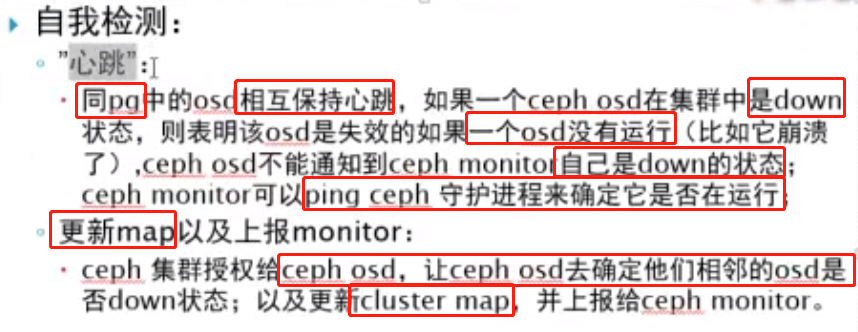 自我检测：
"心跳"：
同pg中的osd相互保持心跳，如果一个ceph osd在集群中是down
状态，则表明该osd是失效的如果一个osd没有运行（比如它崩溃
了）,ceph osd不能通知到ceph monitor自己是down的状态；
ceph monitor可以ping ceph 守护进程来确定它是否在运行；
更新map以及上报monitor：
ceph 集群授权给ceph osd，让ceph osd去确定他们相邻的osd是
否down状态；以及更新cluster map，并上报给ceph monitor。